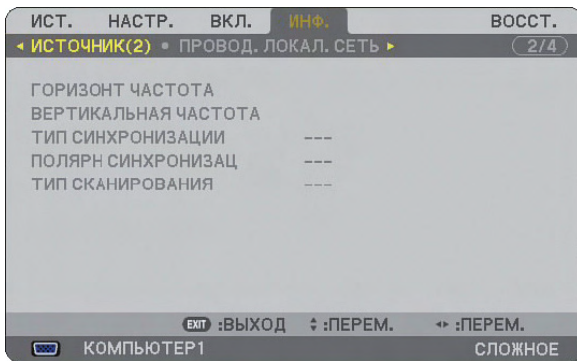 ИСТ. НАСТР. ВКЛ. ИНФ. ВОССТ.
◂ ИСТОЧНИК(2) • ПРОВОД. ЛОКАЛ. СЕТЬ ▸ 2/4
ГОРИЗОНТ ЧАСТОТА
ВЕРТИКАЛЬНАЯ ЧАСТОТА
ТИП СИНХРОНИЗАЦИИ ---
ПОЛЯРН СИНХРОНИЗАЦ ---
ТИП СКАНИРОВАНИЯ ---
EXIT :ВЫХОД :ПЕРЕМ. :ПЕРЕМ.
КОМПЬЮТЕР1 СЛОЖНОЕ